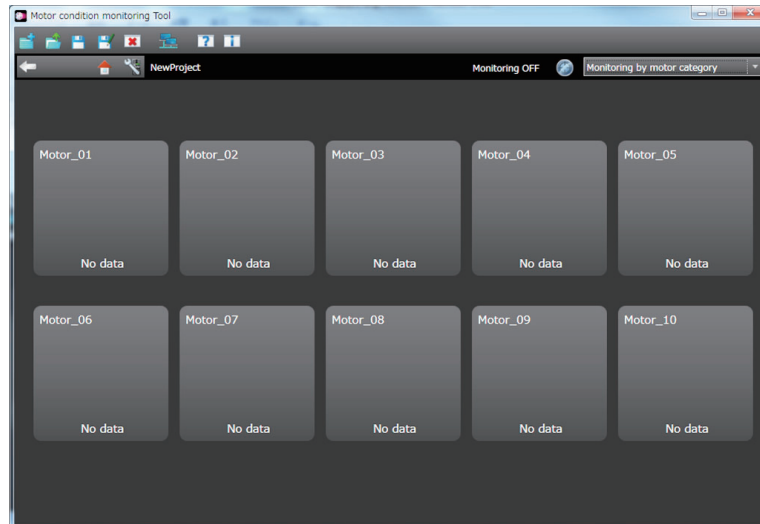 Motor condition monitoring Tool
NewProject Monitoring OFF Monitoring by motor category
Motor_01 Motor_02 Motor_03 Motor_04 Motor_05
No data No data No data No data No data
Motor_06 Motor_07 Motor_08 Motor_09 Motor_10
No data No data No data No data No data